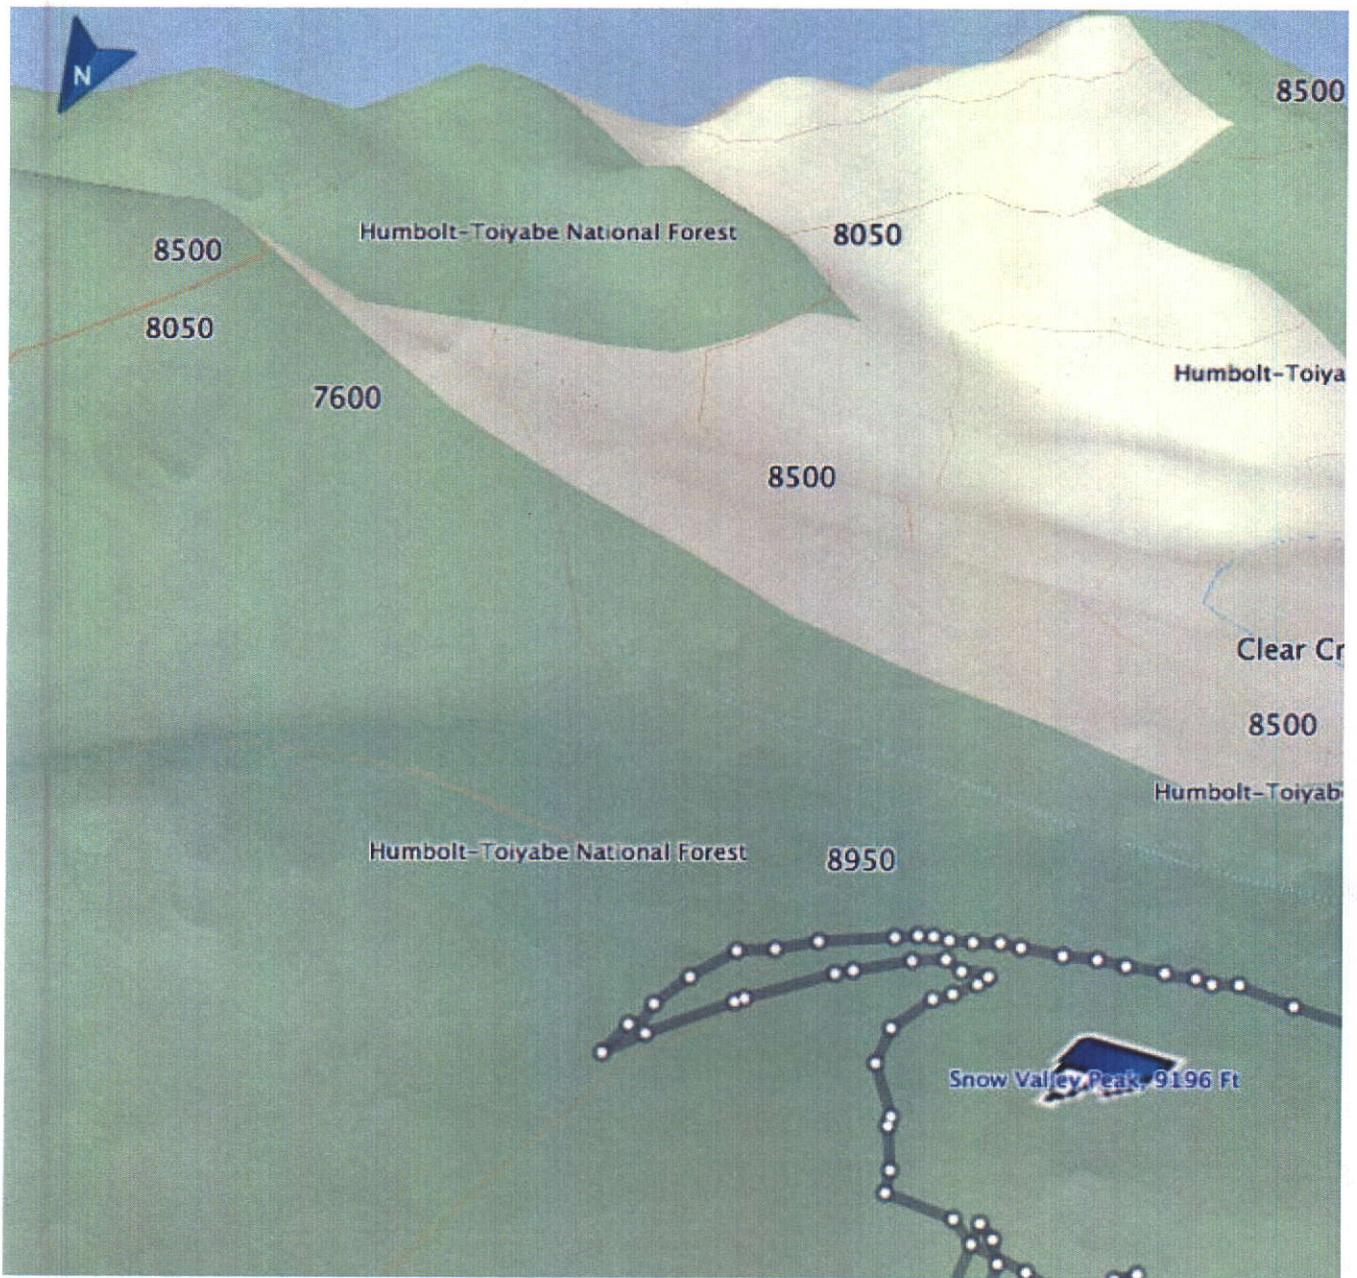 N
8500
Humbolt-Toiyabe National Forest
8050
8500
8050
Humbolt-Toiya
7600
8500
Clear Cr
8500
Humbolt-Toiyab
Humbolt-Toiyabe National Forest
8950
Snow Valley Peak, 9196 Ft